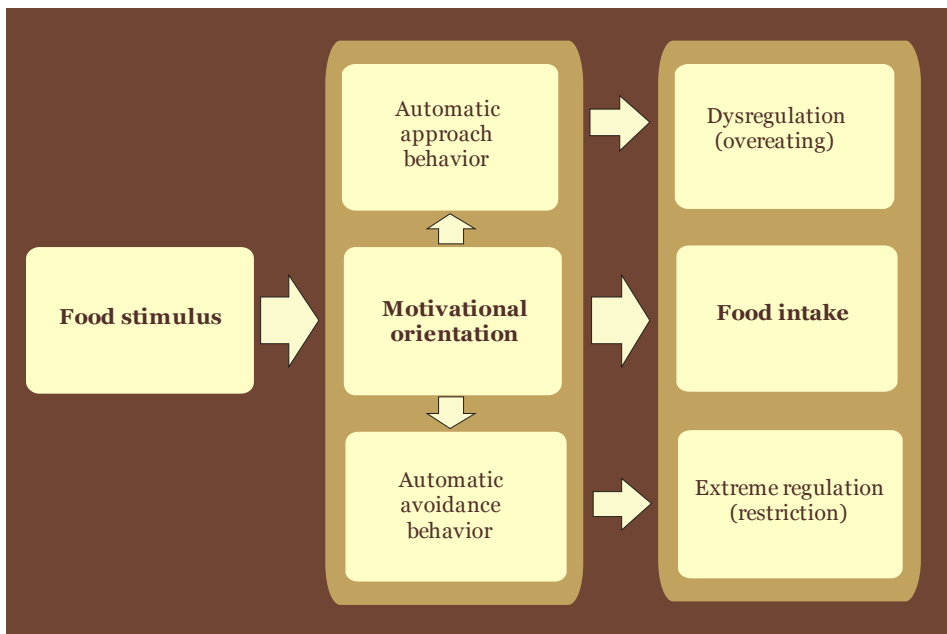 Automatic
approach
behavior
Dysregulation
(overeating)
Food stimulus
Motivational
orientation
Food intake
Automatic
avoidance
behavior
Extreme regulation
(restriction)